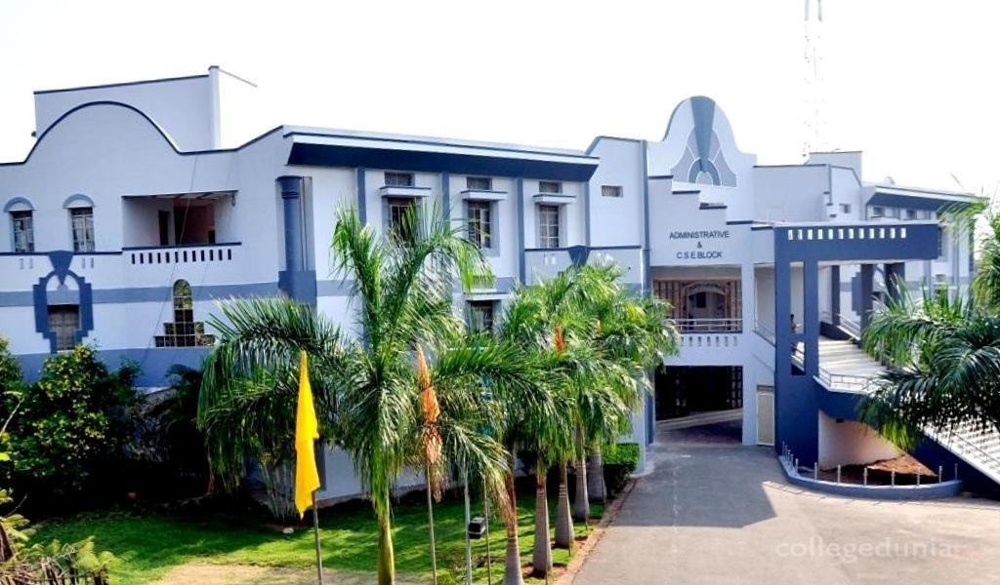 ADMINISTRATIVE
&
C.S.E BLOCK
collegedunia